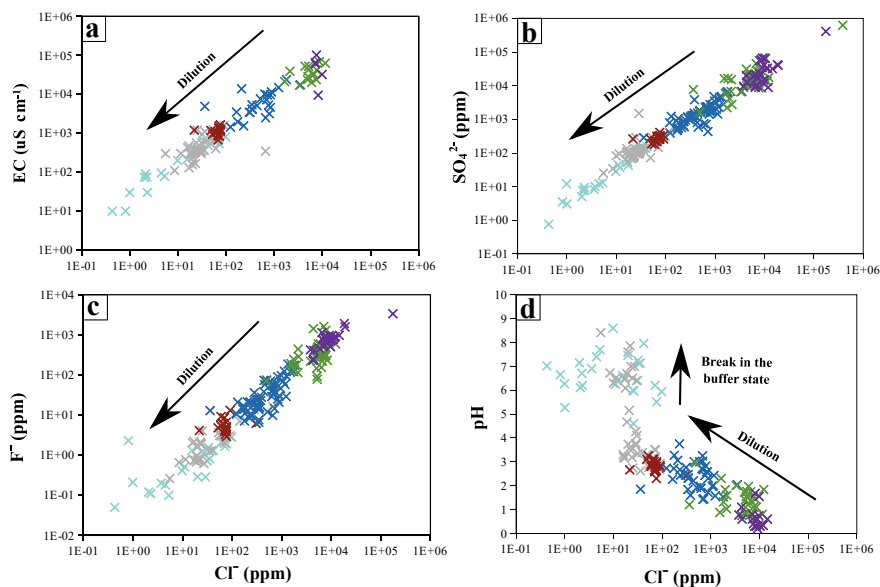 a
Dilution
EC (uS cm⁻¹)
1E+06
1E+05
1E+04
1E+03
1E+02
1E+01
1E+00
1E-01 1E+00 1E+01 1E+02 1E+03 1E+04 1E+05 1E+06
b
Dilution
SO₄²⁻ (ppm)
1E+06
1E+05
1E+04
1E+03
1E+02
1E+01
1E+00
1E-01
1E-01 1E+00 1E+01 1E+02 1E+03 1E+04 1E+05 1E+06
c
Dilution
F⁻ (ppm)
1E+04
1E+03
1E+02
1E+01
1E+00
1E-01
1E-02
1E-01 1E+00 1E+01 1E+02 1E+03 1E+04 1E+05 1E+06
Cl⁻ (ppm)
d
Break in the
buffer state
Dilution
pH
10
9
8
7
6
5
4
3
2
1
0
1E-01 1E+00 1E+01 1E+02 1E+03 1E+04 1E+05 1E+06
Cl⁻ (ppm)